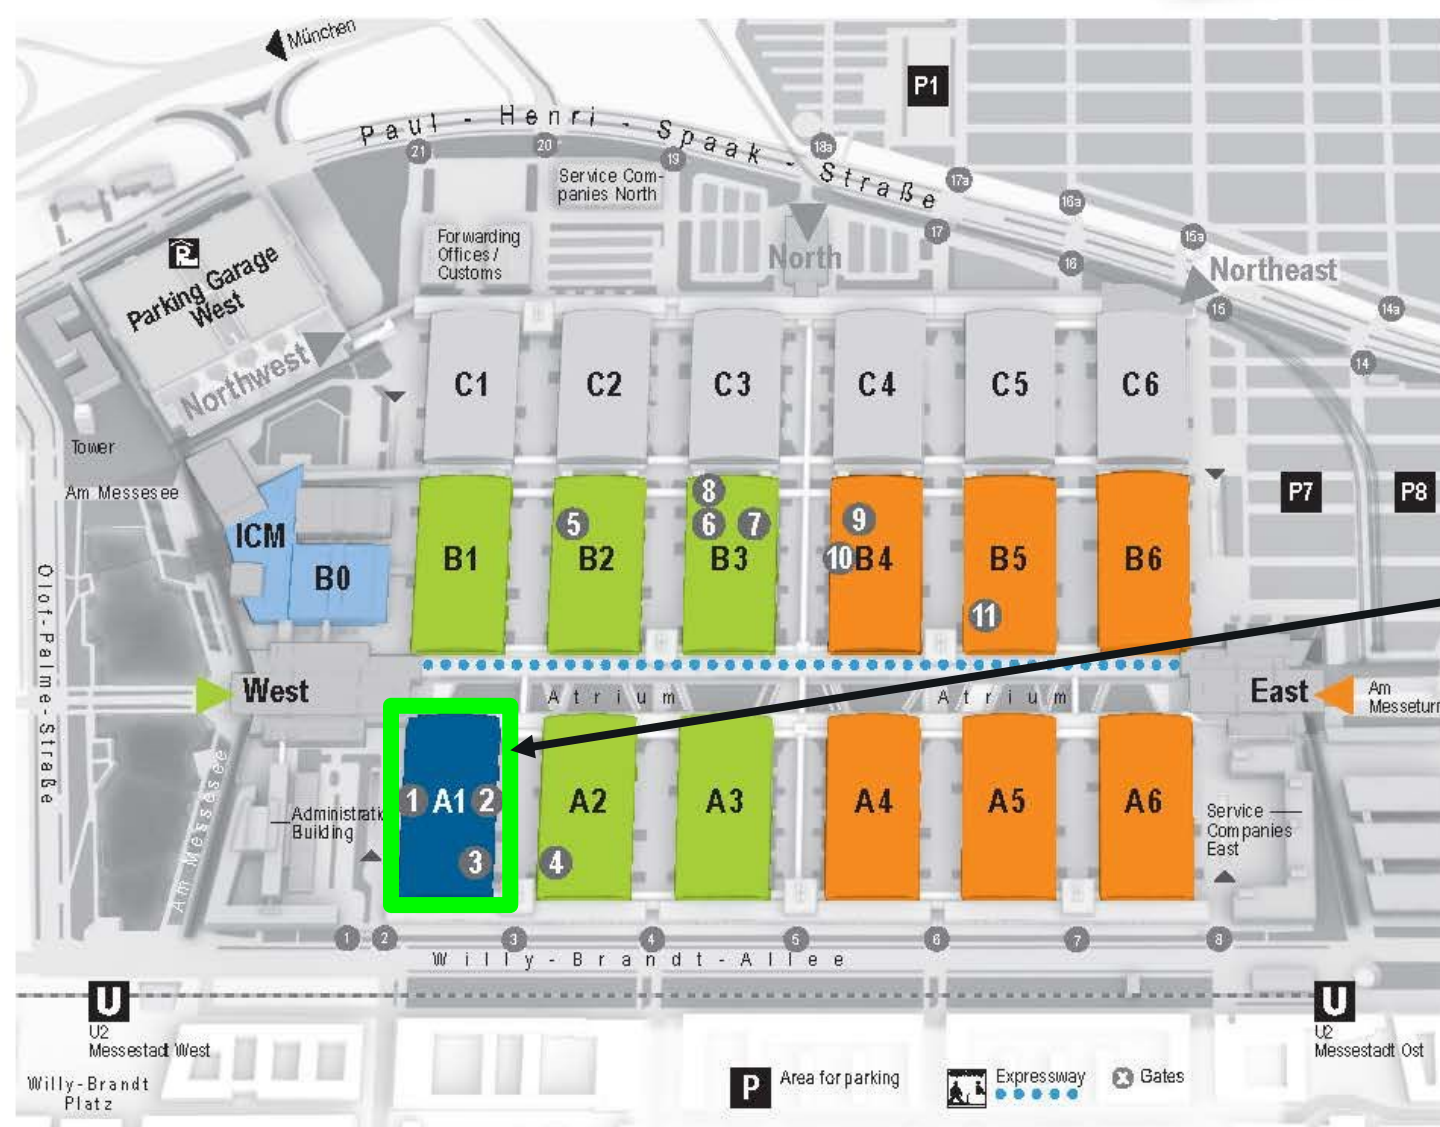 München
P1
Paul - Henri - Spaak - Straße
21
20
19
18a
17a
16a
15a
14a
17
16
15
14
Service Com-
panies North
Forwarding
Offices /
Customs
North
Northeast
Parking Garage
West
Northwest
Tower
Am Messesee
C1
C2
C3
C4
C5
C6
P7
P8
ICM
B0
B1
5
B2
8
6
7
B3
9
10
B4
B5
11
B6
Olof-Palme-Straße
West
Atrium
Atrium
East
Am
Messeturm
Am Messesee
Administratic
Building
1
A1
2
3
A2
4
A3
A4
A5
A6
Service
Companies
East
1
2
3
4
5
6
7
8
Willy-Brandt-Allee
U
U2
Messestadt West
U
U2
Messestadt Ost
Willy-Brandt
Platz
P
Area for parking
Expressway
X
Gates